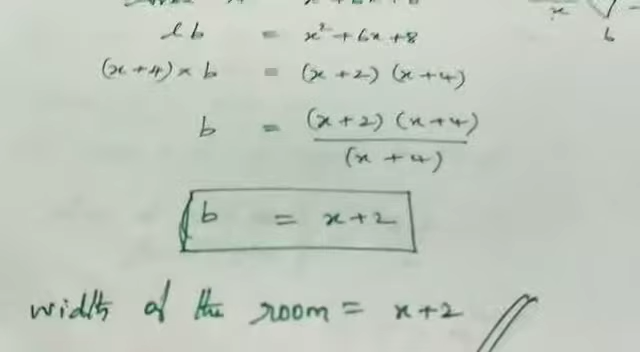 x
b
lb = x² + 6x + 8
(x+4) × b = (x+2) (x+4)
b = (x+2) (x+4)
(x+4)
b = x+2
width of the room = x+2